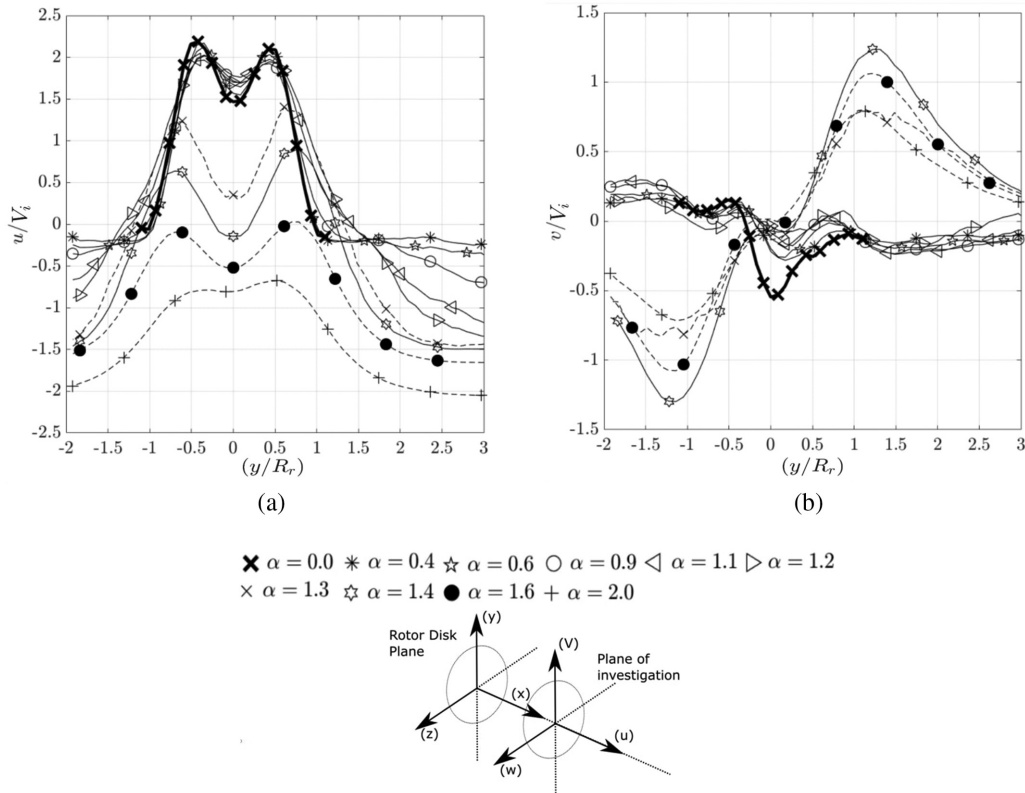 2.5
2
1.5
1
0.5
0
-0.5
-1
-1.5
-2
-2.5
u/V_i
-2 -1.5 -1 -0.5 0 0.5 1 1.5 2 2.5 3
(y/R_r)
(a)
1.5
1
0.5
0
-0.5
-1
-1.5
v/V_i
-2 -1.5 -1 -0.5 0 0.5 1 1.5 2 2.5 3
(y/R_r)
(b)
α = 0.0 α = 0.4 α = 0.6 α = 0.9 α = 1.1 α = 1.2
α = 1.3 α = 1.4 α = 1.6 α = 2.0
Rotor Disk
Plane
(y)
(x)
(z)
(V)
Plane of
investigation
(u)
(w)